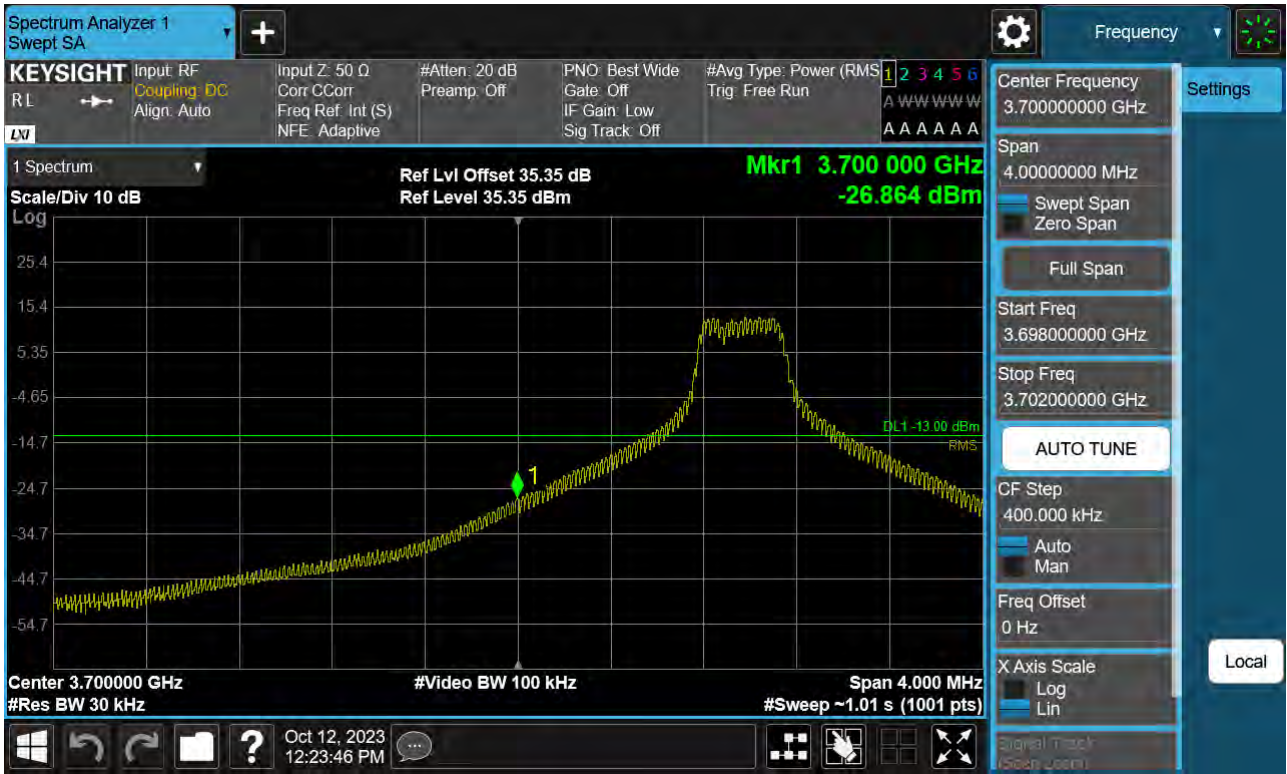 Spectrum Analyzer 1
Swept SA
+
Frequency
KEYSIGHT
RL
LXI
Input: RF
Coupling: DC
Align: Auto
Input Z: 50 Ω
Corr CCorr
Freq Ref: Int (S)
NFE: Adaptive
#Atten: 20 dB
Preamp: Off
PNO: Best Wide
Gate: Off
IF Gain: Low
Sig Track: Off
#Avg Type: Power (RMS
Trig: Free Run
1 2 3 4 5 6
A W W W W W
A A A A A A
1 Spectrum
Scale/Div 10 dB
Log
Ref Lvl Offset 35.35 dB
Ref Level 35.35 dBm
Mkr1 3.700 000 GHz
-26.864 dBm
25.4
15.4
5.35
-4.65
-14.7
-24.7
-34.7
-44.7
-54.7
1
DL1 -13.00 dBm
RMS
Center 3.700000 GHz
#Res BW 30 kHz
#Video BW 100 kHz
Span 4.000 MHz
#Sweep ~1.01 s (1001 pts)
Center Frequency
3.700000000 GHz
Settings
Span
4.00000000 MHz
Swept Span
Zero Span
Full Span
Start Freq
3.698000000 GHz
Stop Freq
3.702000000 GHz
AUTO TUNE
CF Step
400.000 kHz
Auto
Man
Freq Offset
0 Hz
X Axis Scale
Log
Lin
Signal Track
(Span Zoom)
Local
?
Oct 12, 2023
12:23:46 PM